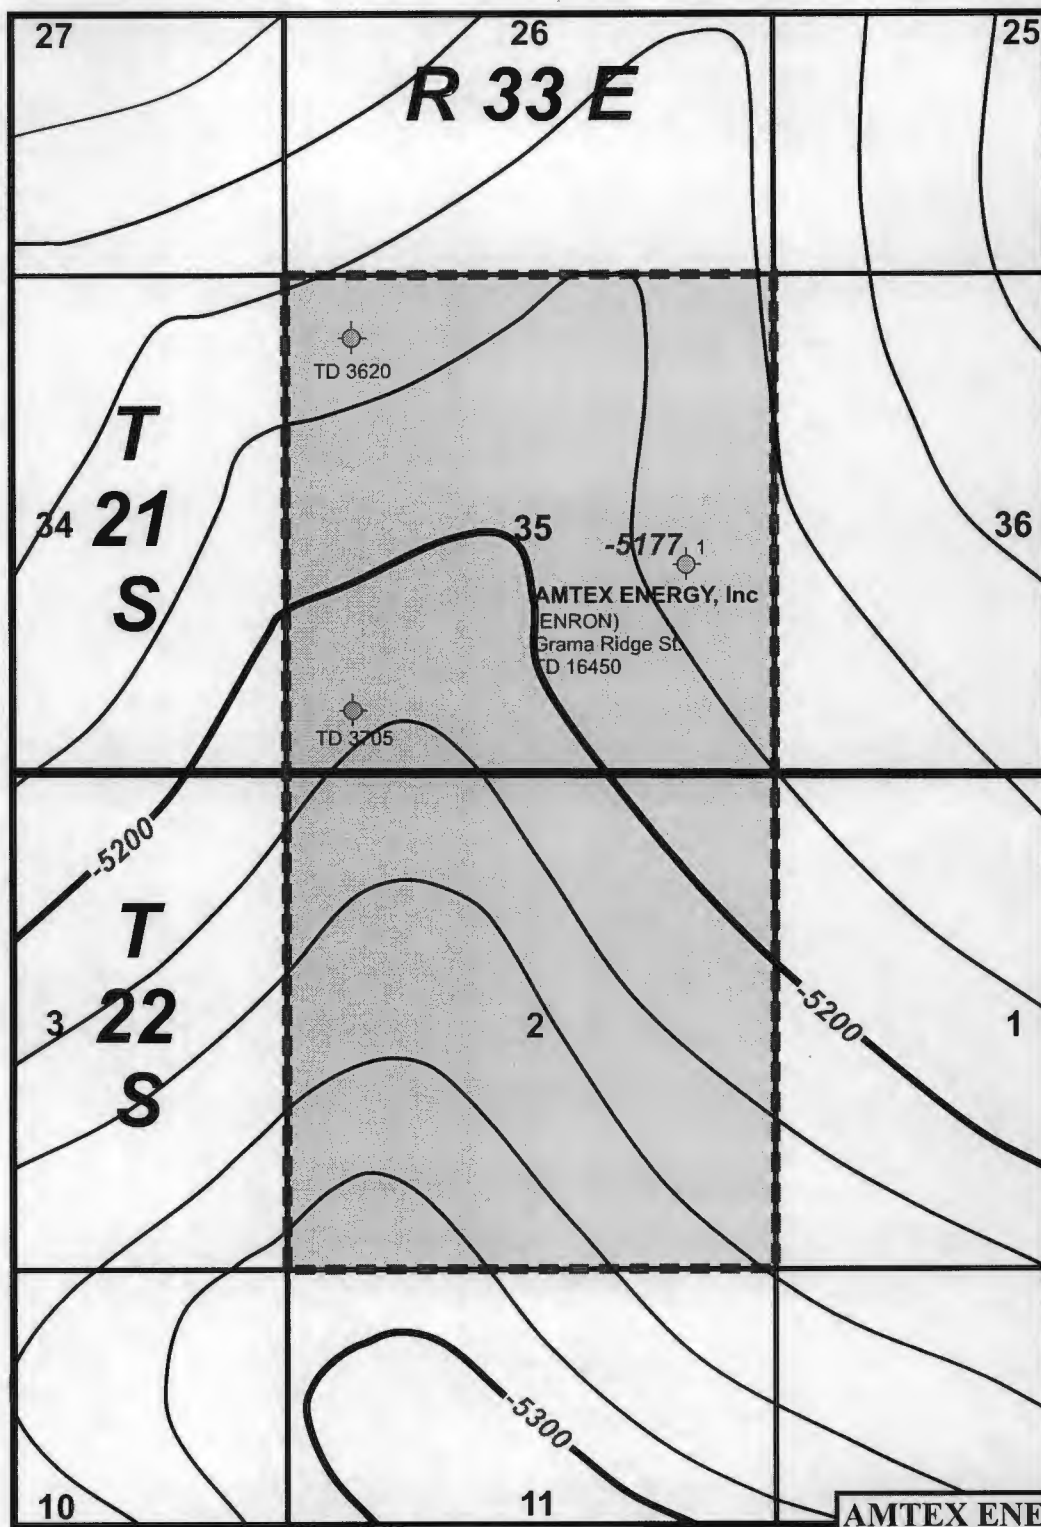 27
26
25
R 33 E
1
TD 3620
T
21
S
34
35
36
-5177
1
AMTEX ENERGY, Inc
(ENRON)
Grama Ridge St.
TD 16450
TD 3705
-5200
T
22
S
3
2
1
-5200
-5300
10
11
AMTEX ENE